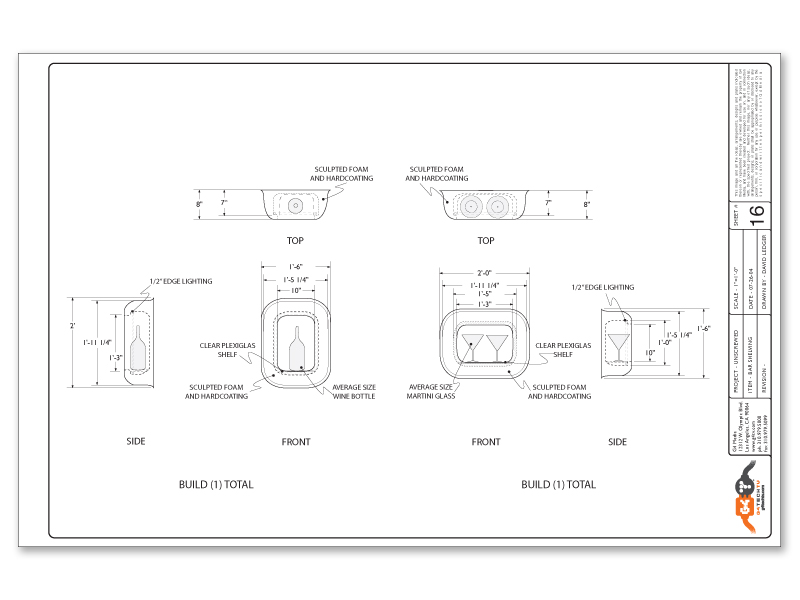 SCULPTED FOAM
AND HARDCOATING
8"
7"
TOP
SCULPTED FOAM
AND HARDCOATING
7"
8"
TOP
1/2" EDGE LIGHTING
2'
1'-11 1/4"
1'-3"
SIDE
1'-6"
1'-5 1/4"
10"
CLEAR PLEXIGLAS
SHELF
SCULPTED FOAM
AND HARDCOATING
AVERAGE SIZE
WINE BOTTLE
FRONT
BUILD (1) TOTAL
2'-0"
1'-11 1/4"
1'-5"
1'-3"
CLEAR PLEXIGLAS
SHELF
AVERAGE SIZE
MARTINI GLASS
SCULPTED FOAM
AND HARDCOATING
FRONT
1/2" EDGE LIGHTING
10"
1'-0"
1'-5 1/4"
1'-6"
SIDE
BUILD (1) TOTAL
SHEET #
16
SCALE - 1"=1'-0"
DATE - 07-26-04
DRAWN BY - DAVID LEDGER
PROJECT - UNSCREWED
ITEM - BAR SHELVING
REVISION -
Los Angeles, CA 90064